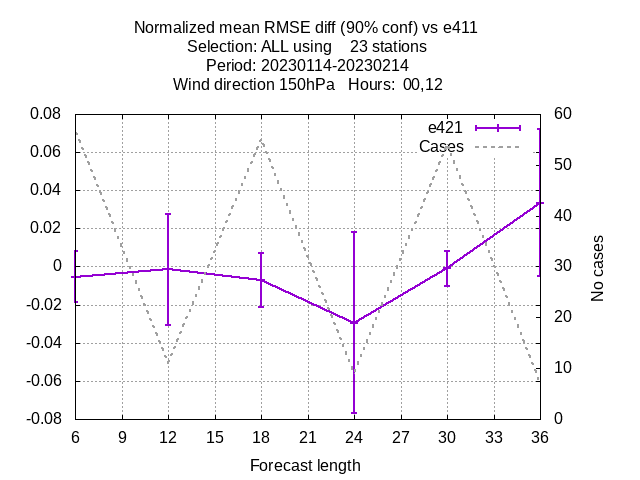 Normalized mean RMSE diff (90% conf) vs e411
Selection: ALL using    23 stations
Period: 20230114-20230214
Wind direction 150hPa   Hours:  00,12
0.08
0.06
0.04
0.02
0
-0.02
-0.04
-0.06
-0.08
60
50
40
30
20
10
0
e421
Cases
No cases
6 9 12 15 18 21 24 27 30 33 36
Forecast length